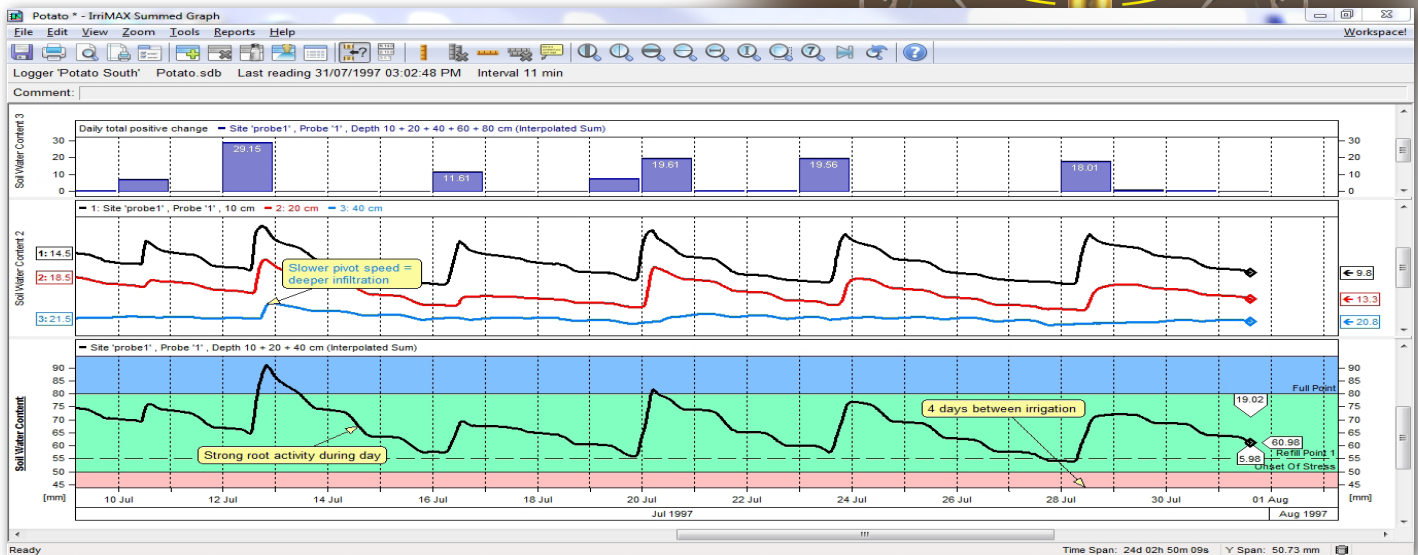 Potato * - IrriMAX Summed Graph
File Edit View Zoom Tools Reports Help
Workspace!
Logger 'Potato South' Potato.sdb Last reading 31/07/1997 03:02:48 PM Interval 11 min
Comment:
Soil Water Content 3
Daily total positive change Site 'probe1', Probe '1', Depth 10 + 20 + 40 + 60 + 80 cm (Interpolated Sum)
30 30
20 20
10 10
0 0
29.15 11.61 19.61 19.56 18.01
Soil Water Content 2
1: Site 'probe1', Probe '1', 10 cm 2: 20 cm 3: 40 cm
1: 14.5
2: 18.5
3: 21.5
Slower pivot speed =
deeper infiltration
9.8
13.3
20.8
Soil Water Content
Site 'probe1', Probe '1', Depth 10 + 20 + 40 cm (Interpolated Sum)
90 90
85 85
80 80
75 75
70 70
65 65
60 60
55 55
50 50
45 45
Full Point
19.02
4 days between irrigation
60.98
Strong root activity during day
Refill Point 1
5.98
Onset Of Stress
[mm] 10 Jul 12 Jul 14 Jul 16 Jul 18 Jul 20 Jul 22 Jul 24 Jul 26 Jul 28 Jul 30 Jul 01 Aug [mm]
Jul 1997 Aug 1997
Ready
Time Span: 24d 02h 50m 09s Y Span: 50.73 mm